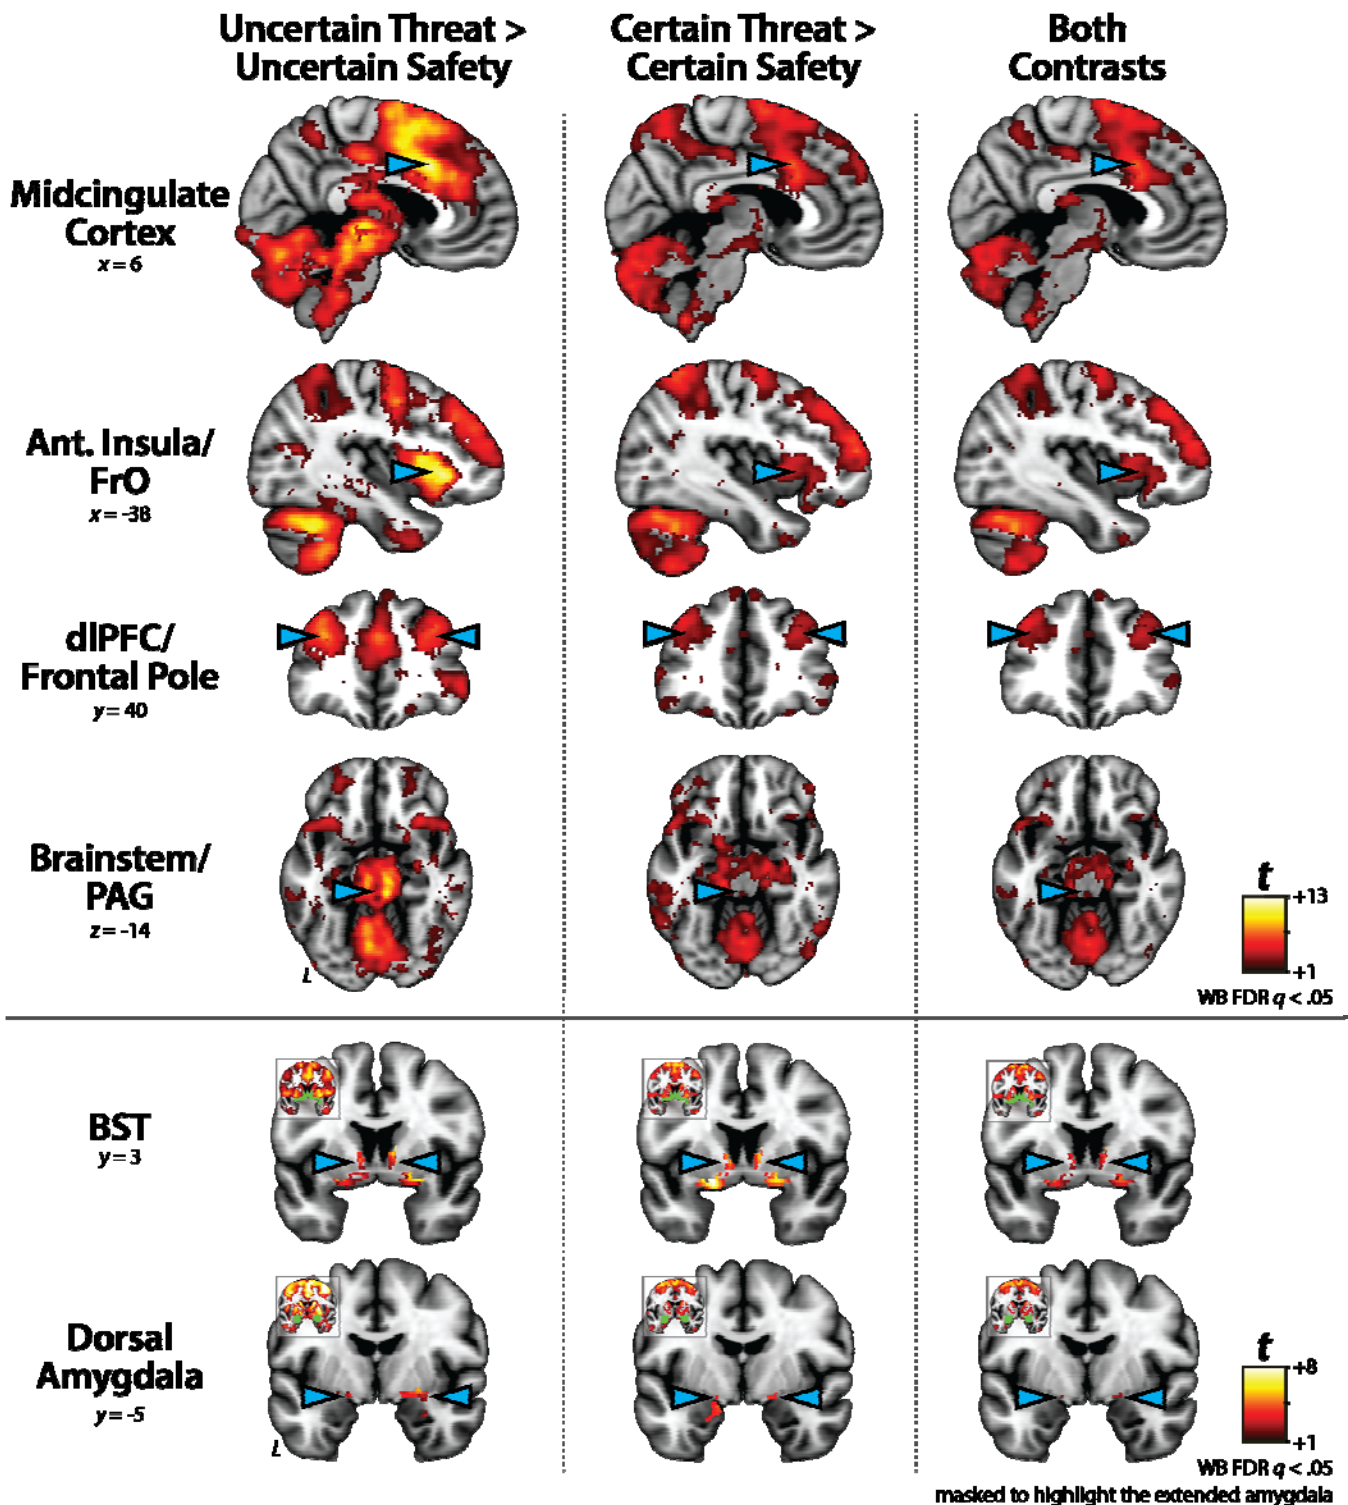 Uncertain Threat >
Uncertain Safety
Certain Threat >
Certain Safety
Both
Contrasts
Midcingulate
Cortex
x = 6
Ant. Insula/
FrO
x = -38
dlPFC/
Frontal Pole
y = 40
Brainstem/
PAG
z = -14
L
t
+13
+1
WB FDR q < .05
BST
y = 3
Dorsal
Amygdala
y = -5
L
t
+8
+1
WB FDR q < .05
masked to highlight the extended amygdala